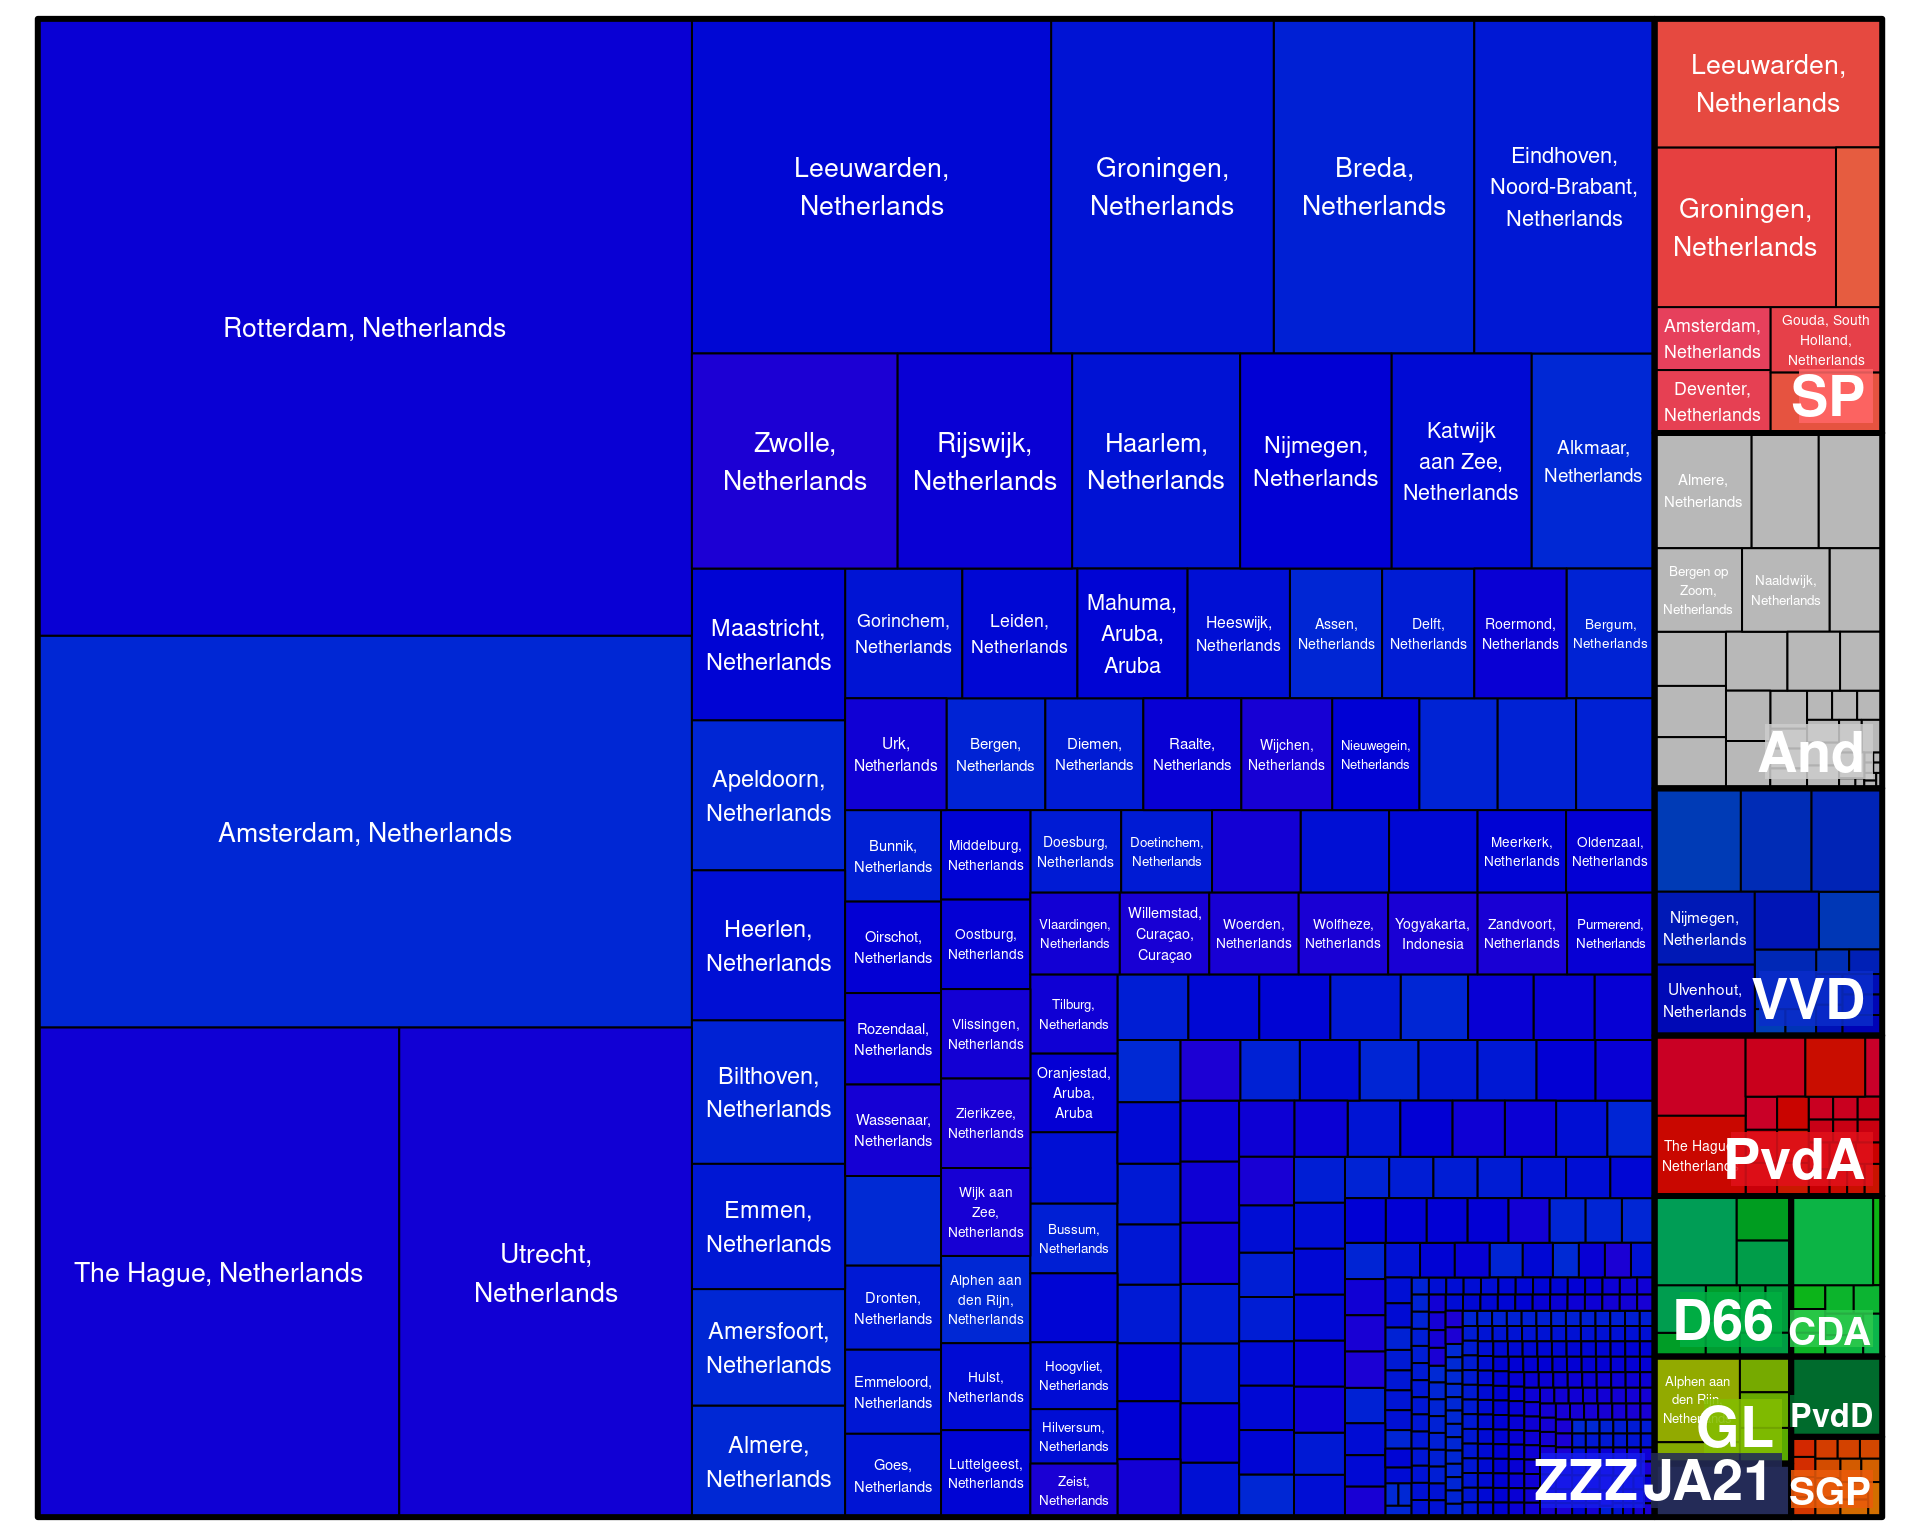 Rotterdam, Netherlands
Amsterdam, Netherlands
The Hague, Netherlands
Utrecht,
Netherlands
Leeuwarden,
Netherlands
Groningen,
Netherlands
Breda,
Netherlands
Eindhoven,
Noord-Brabant,
Netherlands
Zwolle,
Netherlands
Rijswijk,
Netherlands
Haarlem,
Netherlands
Nijmegen,
Netherlands
Katwijk
aan Zee,
Netherlands
Alkmaar,
Netherlands
Maastricht,
Netherlands
Apeldoorn,
Netherlands
Heerlen,
Netherlands
Bilthoven,
Netherlands
Emmen,
Netherlands
Amersfoort,
Netherlands
Almere,
Netherlands
Gorinchem,
Netherlands
Leiden,
Netherlands
Mahuma,
Aruba,
Aruba
Heeswijk,
Netherlands
Assen,
Netherlands
Delft,
Netherlands
Roermond,
Netherlands
Bergum,
Netherlands
Urk,
Netherlands
Bergen,
Netherlands
Diemen,
Netherlands
Raalte,
Netherlands
Wijchen,
Netherlands
Nieuwegein,
Netherlands
Bunnik,
Netherlands
Oirschot,
Netherlands
Rozendaal,
Netherlands
Wassenaar,
Netherlands
Dronten,
Netherlands
Emmeloord,
Netherlands
Goes,
Netherlands
Middelburg,
Netherlands
Oostburg,
Netherlands
Vlissingen,
Netherlands
Zierikzee,
Netherlands
Wijk aan
Zee,
Netherlands
Alphen aan
den Rijn,
Netherlands
Hulst,
Netherlands
Luttelgeest,
Netherlands
Doesburg,
Netherlands
Doetinchem,
Netherlands
Meerkerk,
Netherlands
Oldenzaal,
Netherlands
Vlaardingen,
Netherlands
Willemstad,
Curaçao,
Curaçao
Woerden,
Netherlands
Wolfheze,
Netherlands
Yogyakarta,
Indonesia
Zandvoort,
Netherlands
Purmerend,
Netherlands
Tilburg,
Netherlands
Oranjestad,
Aruba,
Aruba
Bussum,
Netherlands
Hoogvliet,
Netherlands
Hilversum,
Netherlands
Zeist,
Netherlands
ZZZ
Leeuwarden,
Netherlands
Groningen,
Netherlands
Amsterdam,
Netherlands
Gouda, South
Holland,
Netherlands
Deventer,
Netherlands
SP
Almere,
Netherlands
Bergen op
Zoom,
Netherlands
Naaldwijk,
Netherlands
And
Nijmegen,
Netherlands
Ulvenhout,
Netherlands
VVD
The Hague
PvdA
D66
CDA
Alphen aan
den Rijn,
GL
PvdD
JA21
SGP